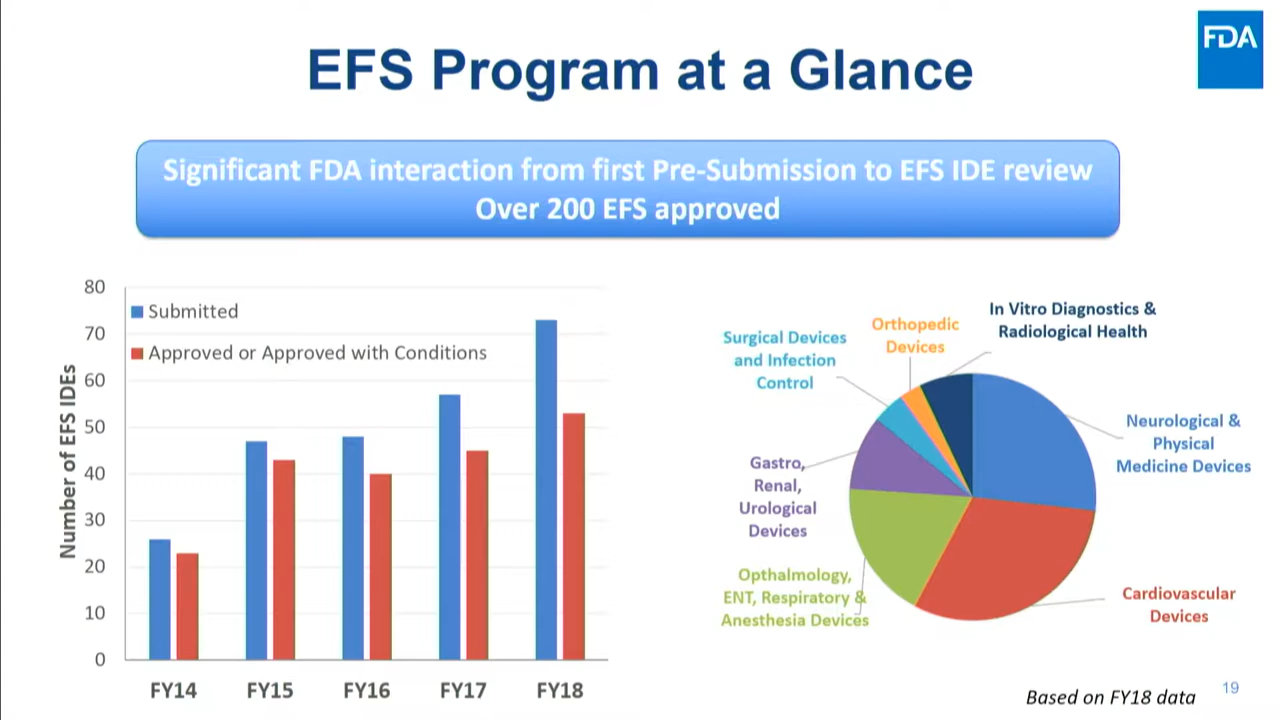 FDA
EFS Program at a Glance
Significant FDA interaction from first Pre-Submission to EFS IDE review
Over 200 EFS approved
Number of EFS IDEs
80
70
60
50
40
30
20
10
0
Submitted
Approved or Approved with Conditions
FY14
FY15
FY16
FY17
FY18
Surgical Devices
and Infection
Control
Orthopedic
Devices
In Vitro Diagnostics &
Radiological Health
Neurological &
Physical
Medicine Devices
Gastro,
Renal,
Urological
Devices
Opthalmology,
ENT, Respiratory &
Anesthesia Devices
Cardiovascular
Devices
Based on FY18 data
19